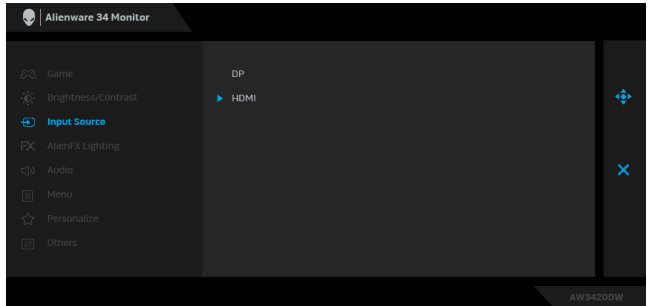 Alienware 34 Monitor
Game
Brightness/Contrast
Input Source
AlienFX Lighting
Audio
Menu
Personalize
Others
DP
HDMI
AW3420DW